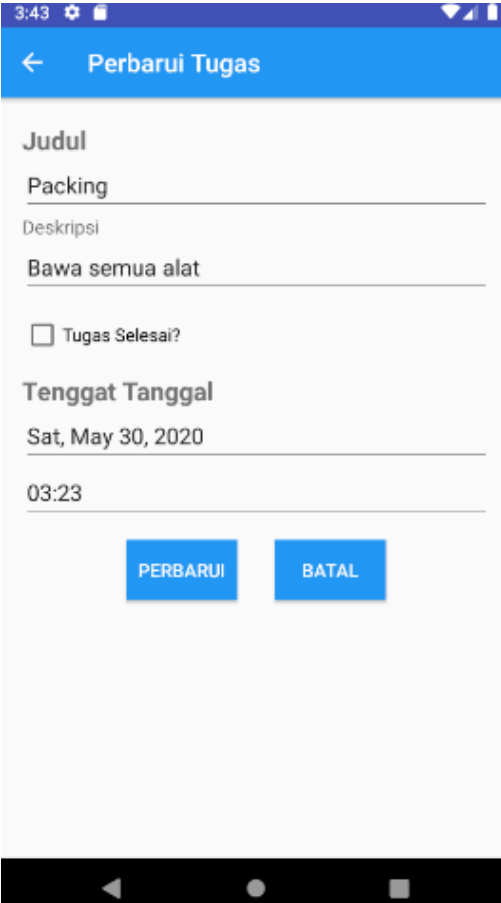 3:43
Perbarui Tugas
Judul
Packing
Deskripsi
Bawa semua alat
Tugas Selesai?
Tenggat Tanggal
Sat, May 30, 2020
03:23
PERBARUI BATAL